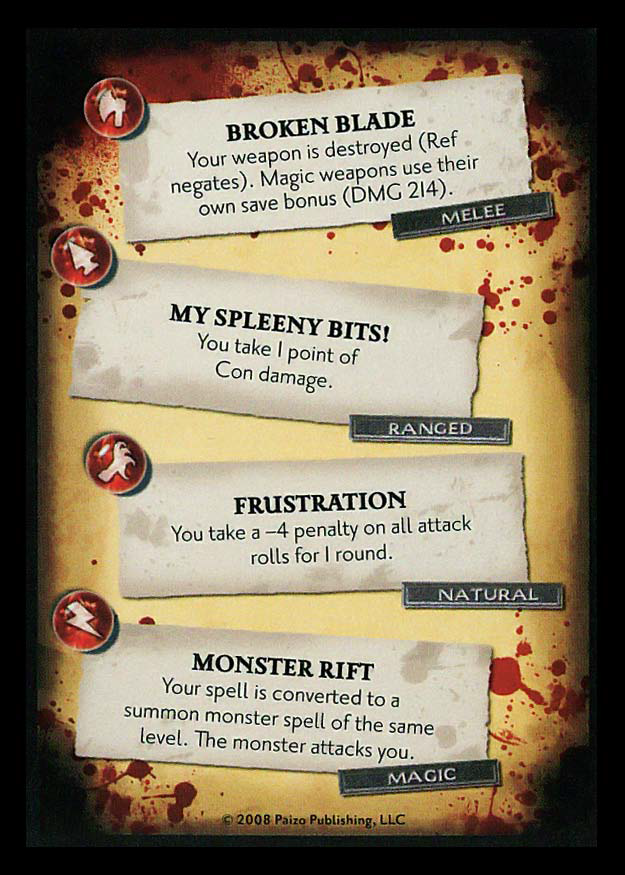 BROKEN BLADE
Your weapon is destroyed (Ref
negates). Magic weapons use their
own save bonus (DMG 214).
MELEE
MY SPLEENY BITS!
You take 1 point of
Con damage.
RANGED
FRUSTRATION
You take a –4 penalty on all attack
rolls for 1 round.
NATURAL
MONSTER RIFT
Your spell is converted to a
summon monster spell of the same
level. The monster attacks you.
MAGIC
© 2008 Paizo Publishing, LLC